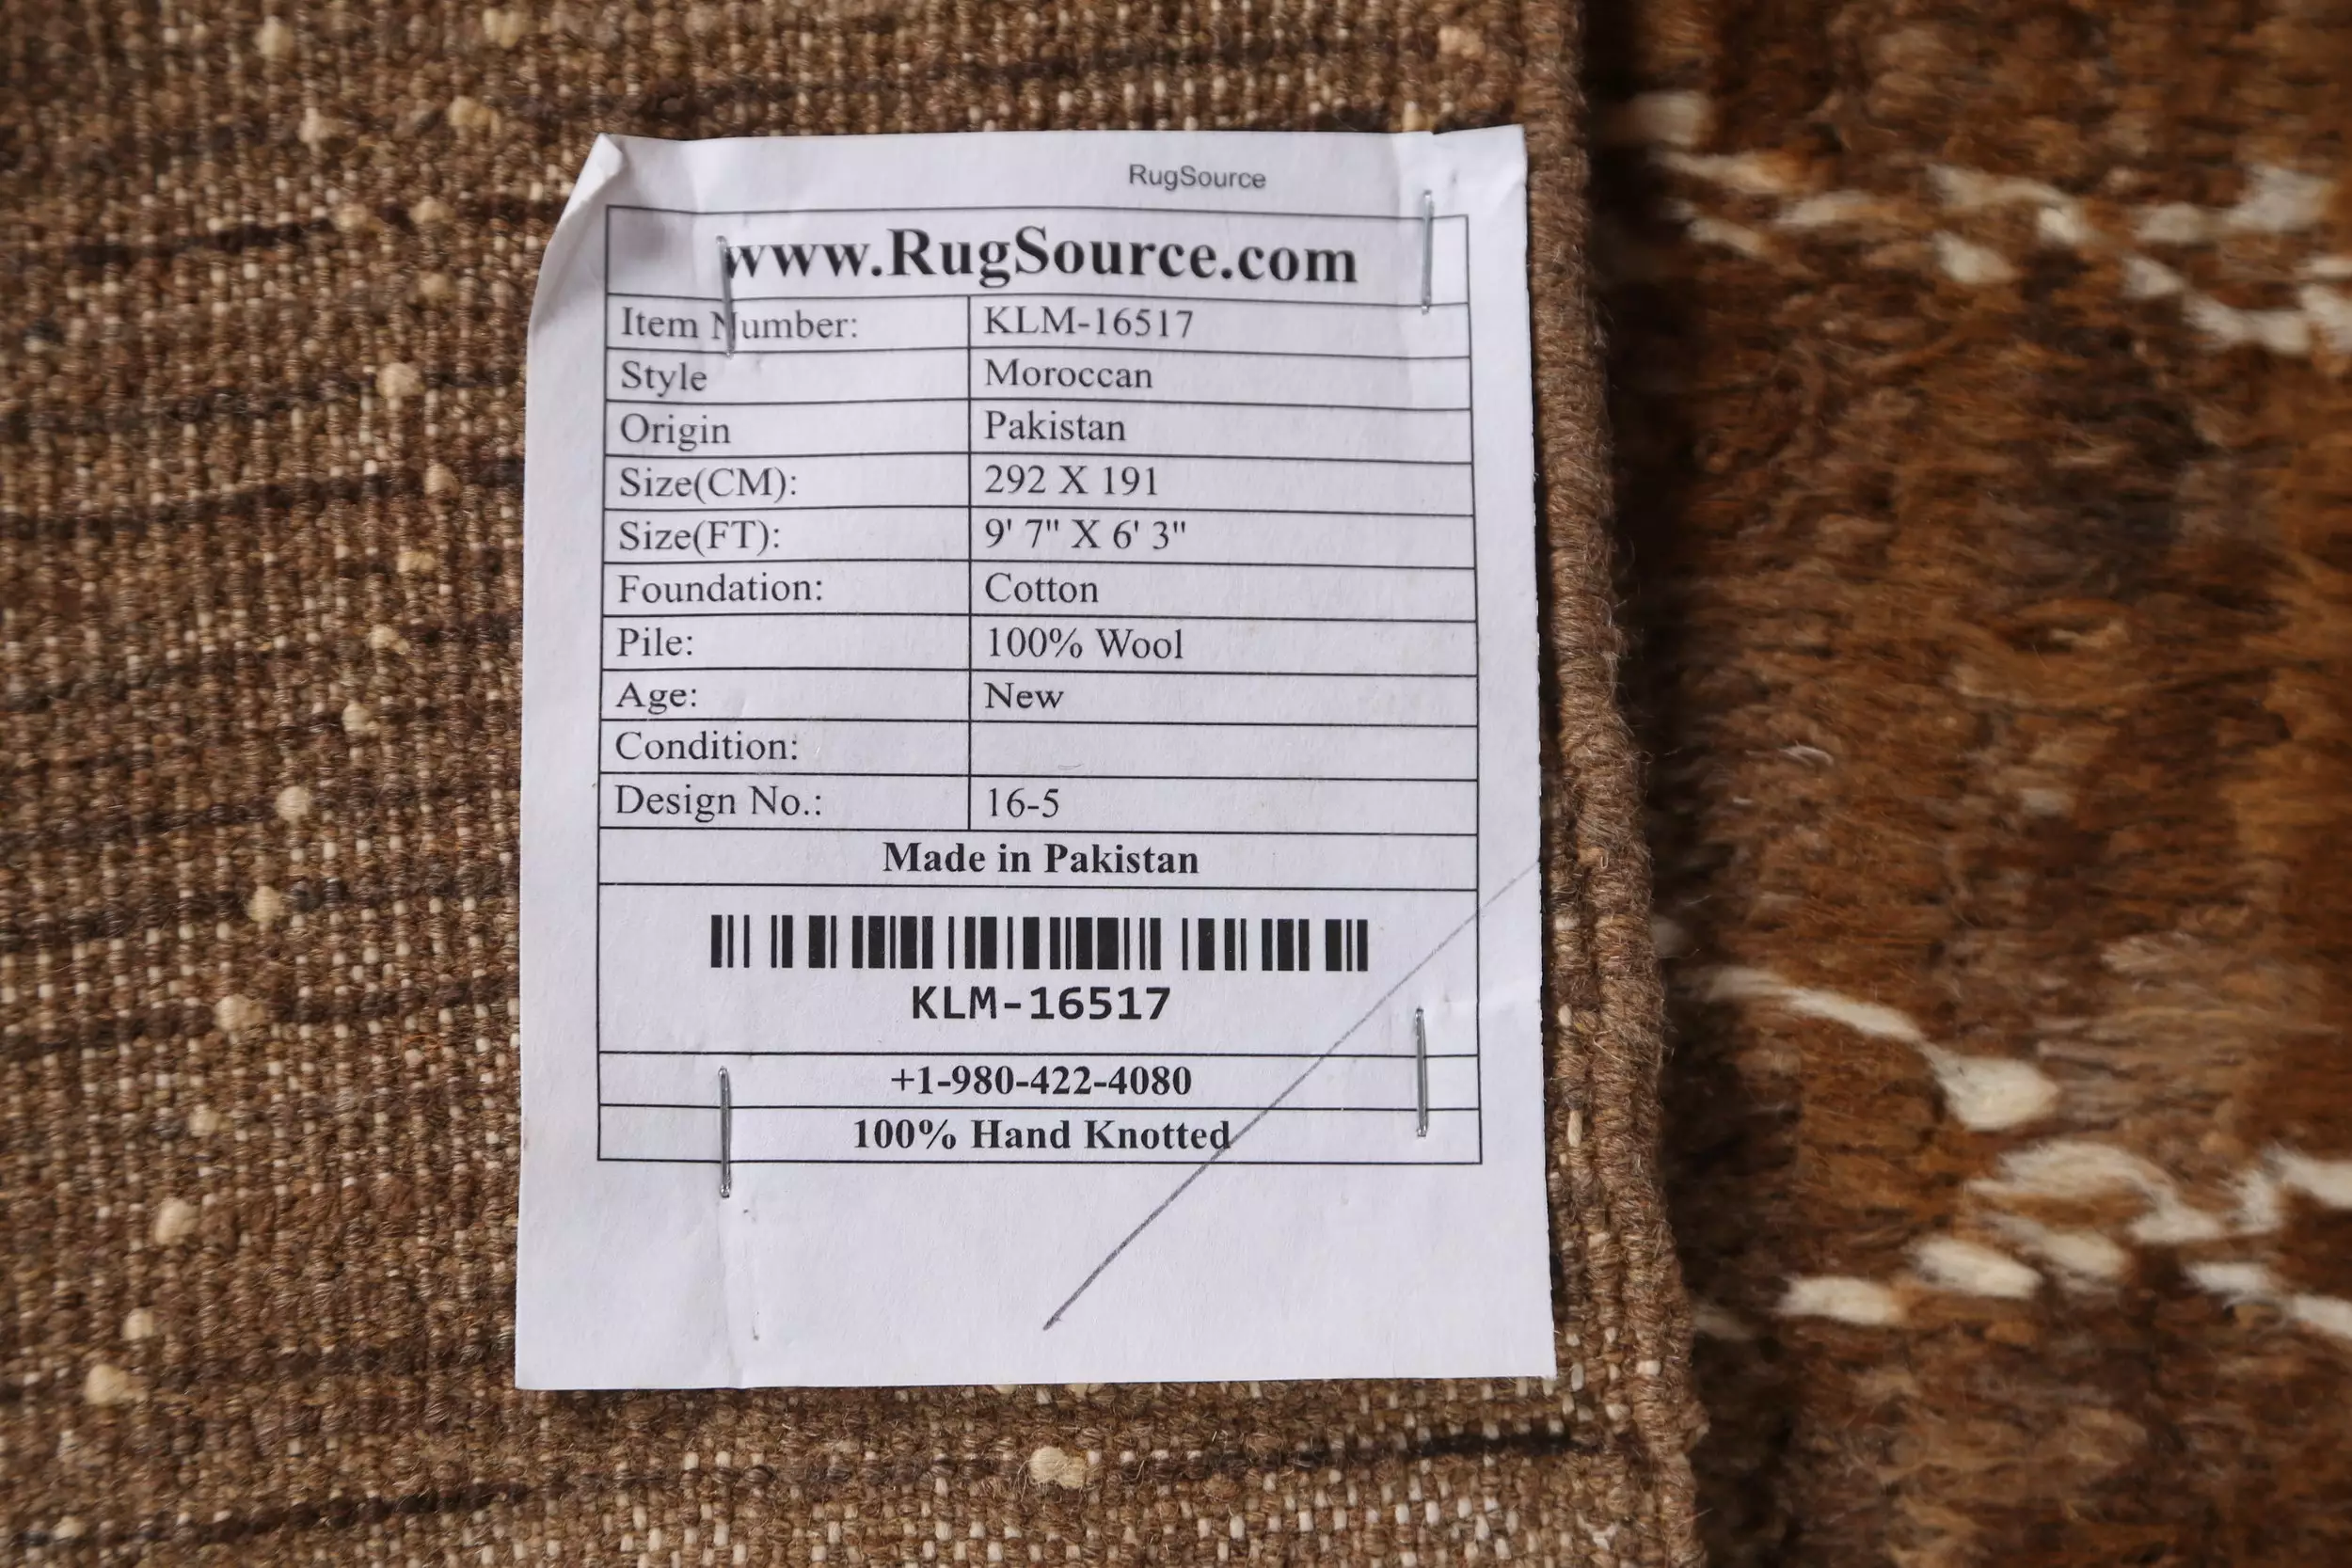 RugSource
www.RugSource.com
Item Number: KLM-16517
Style Moroccan
Origin Pakistan
Size(CM): 292 X 191
Size(FT): 9' 7" X 6' 3"
Foundation: Cotton
Pile: 100% Wool
Age: New
Condition:
Design No.: 16-5
Made in Pakistan
KLM-16517
+1-980-422-4080
100% Hand Knotted